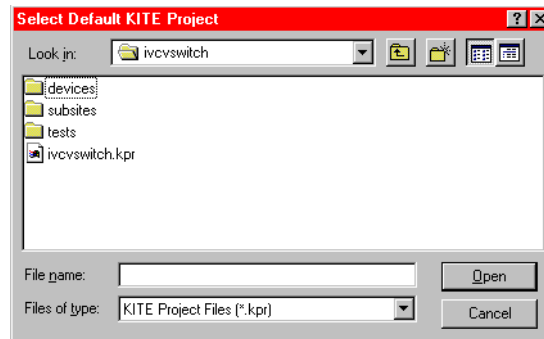 Select Default KITE Project
Look in: ivcvswitch
devices
subsites
tests
ivcvswitch.kpr
File name: Open
Files of type: KITE Project Files (*.kpr) Cancel